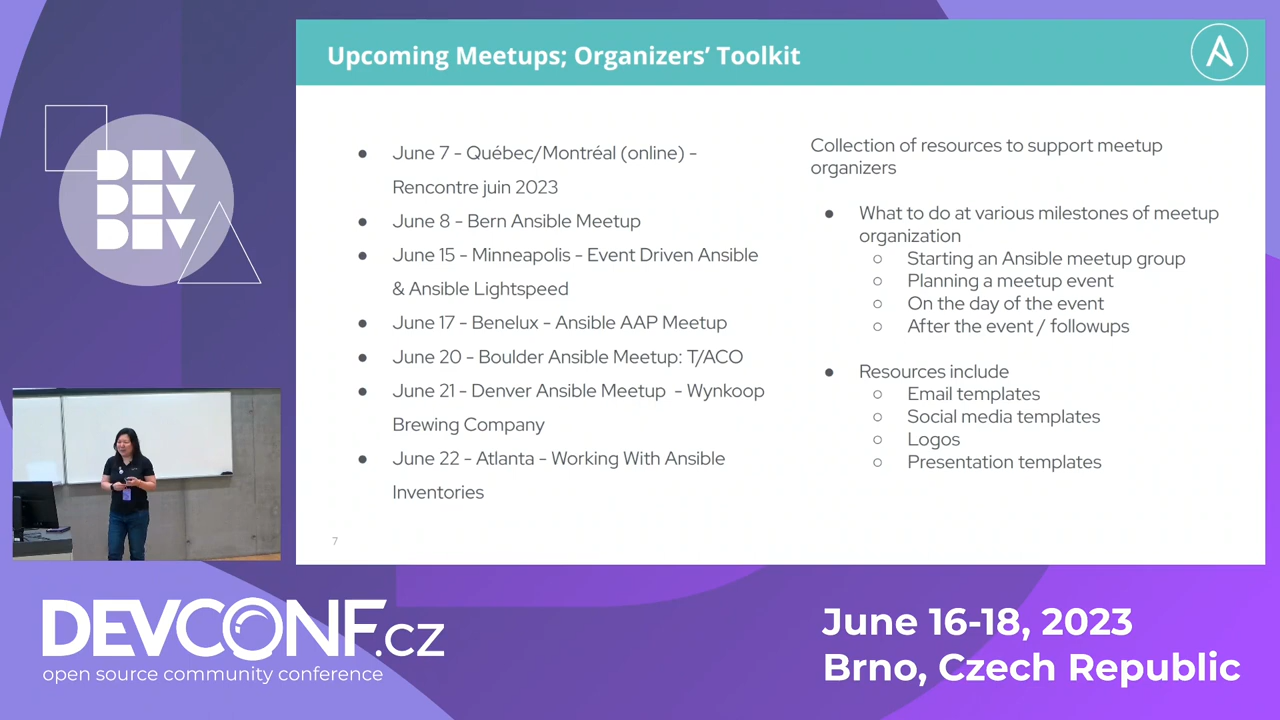 Upcoming Meetups; Organizers’ Toolkit
● June 7 - Québec/Montréal (online) -
Rencontre juin 2023
● June 8 - Bern Ansible Meetup
● June 15 - Minneapolis - Event Driven Ansible
& Ansible Lightspeed
● June 17 - Benelux - Ansible AAP Meetup
● June 20 - Boulder Ansible Meetup: T/ACO
● June 21 - Denver Ansible Meetup - Wynkoop
Brewing Company
● June 22 - Atlanta - Working With Ansible
Inventories
7
Collection of resources to support meetup
organizers
● What to do at various milestones of meetup
organization
○ Starting an Ansible meetup group
○ Planning a meetup event
○ On the day of the event
○ After the event / followups
● Resources include
○ Email templates
○ Social media templates
○ Logos
○ Presentation templates
DEV
DEV
DEV
DEVCONF.cz
open source community conference
June 16-18, 2023
Brno, Czech Republic